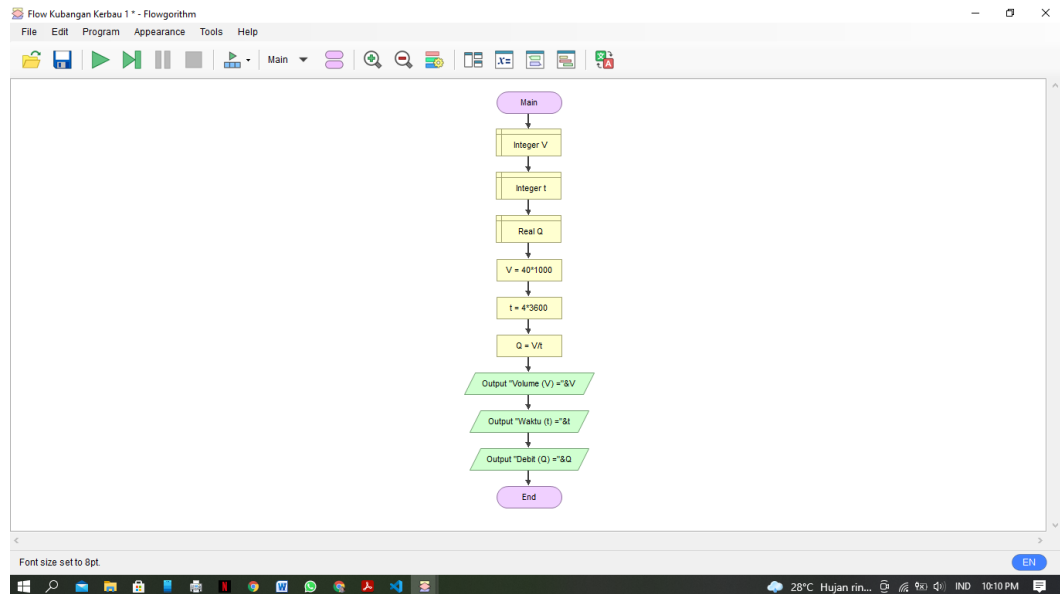 Flow Kubangan Kerbau 1 * - Flowgorithm
File Edit Program Appearance Tools Help
Main
Main
Integer V
Integer t
Real Q
V = 40*1000
t = 4*3600
Q = V/t
Output "Volume (V) ="&V
Output "Waktu (t) ="&t
Output "Debit (Q) ="&Q
End
Font size set to 8pt.
EN
28°C Hujan rin... IND 10:10 PM